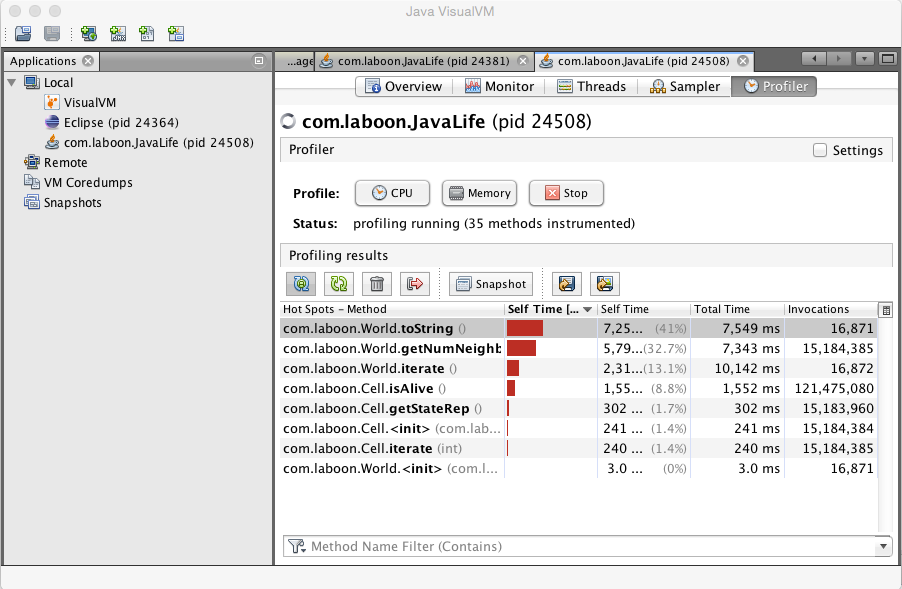 Java VisualVM
Applications
...age com.laboon.JavaLife (pid 24381) com.laboon.JavaLife (pid 24508)
Local
VisualVM
Eclipse (pid 24364)
com.laboon.JavaLife (pid 24508)
Remote
VM Coredumps
Snapshots
Overview Monitor Threads Sampler Profiler
com.laboon.JavaLife (pid 24508)
Profiler Settings
Profile: CPU Memory Stop
Status: profiling running (35 methods instrumented)
Profiling results
Snapshot
Hot Spots - Method Self Time [... Self Time Total Time Invocations
com.laboon.World.toString () 7,25... (41%) 7,549 ms 16,871
com.laboon.World.getNumNeighb 5,79... (32.7%) 7,343 ms 15,184,385
com.laboon.World.iterate () 2,31... (13.1%) 10,142 ms 16,872
com.laboon.Cell.isAlive () 1,55... (8.8%) 1,552 ms 121,475,080
com.laboon.Cell.getStateRep () 302 ... (1.7%) 302 ms 15,183,960
com.laboon.Cell.<init> (com.lab... 241 ... (1.4%) 241 ms 15,184,384
com.laboon.Cell.iterate (int) 240 ... (1.4%) 240 ms 15,184,385
com.laboon.World.<init> (com.l... 3.0 ... (0%) 3.0 ms 16,871
Method Name Filter (Contains)